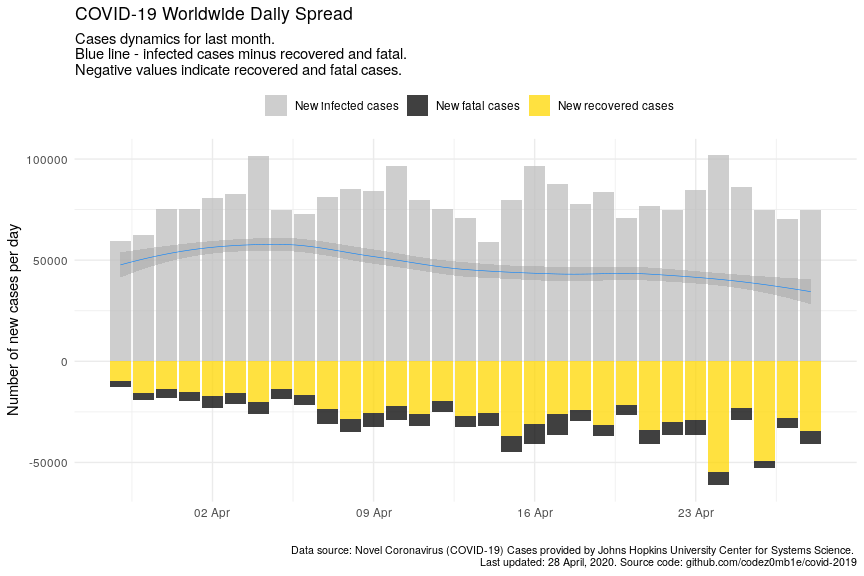 COVID-19 Worldwide Daily Spread
Cases dynamics for last month.
Blue line - infected cases minus recovered and fatal.
Negative values indicate recovered and fatal cases.
New infected cases New fatal cases New recovered cases
Number of new cases per day
100000
50000
0
-50000
02 Apr 09 Apr 16 Apr 23 Apr
Data source: Novel Coronavirus (COVID-19) Cases provided by Johns Hopkins University Center for Systems Science.
Last updated: 28 April, 2020. Source code: github.com/codez0mb1e/covid-2019